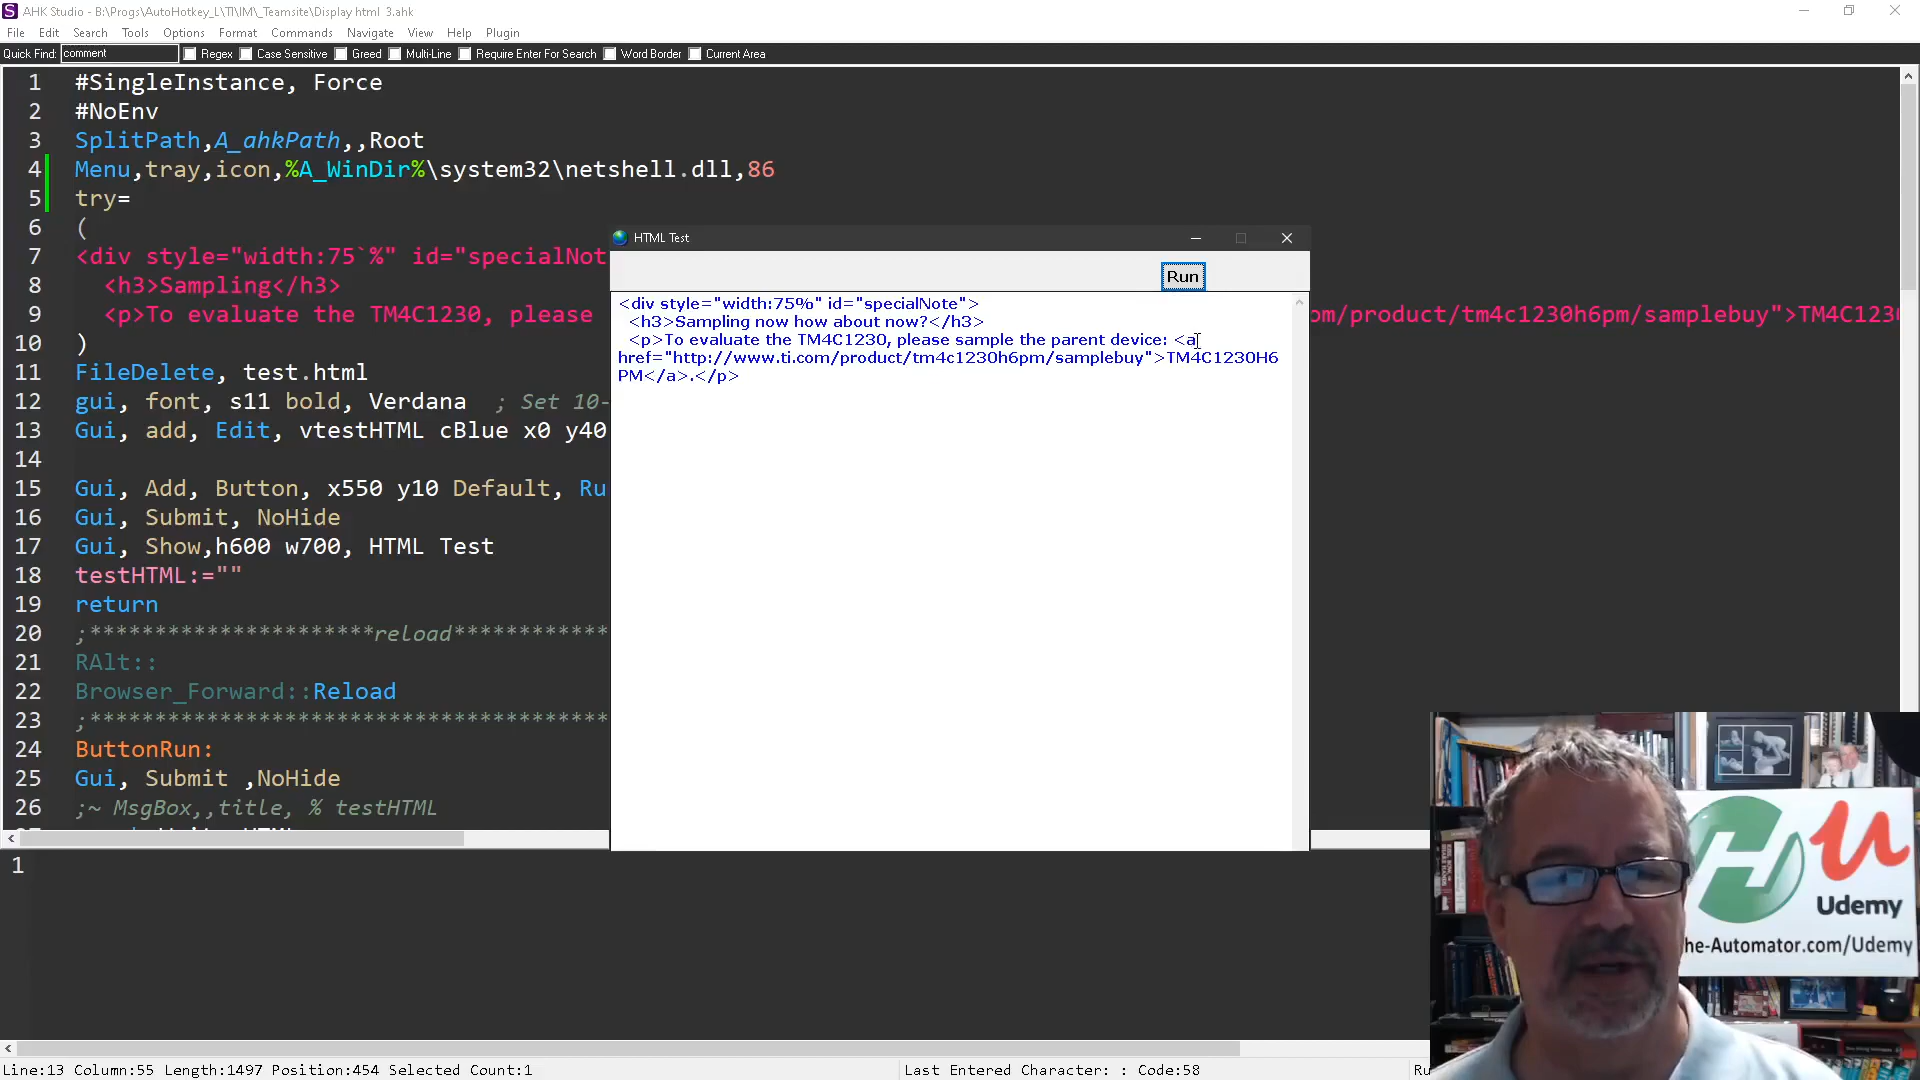 AHK Studio - B:\Progs\AutoHotkey_L\TI\IM\_Teamsite\Display html 3.ahk
File Edit Search Tools Options Format Commands Navigate View Help Plugin
Quick Find: comment Regex Case Sensitive Greed Multi-Line Require Enter For Search Word Border Current Area
1 #SingleInstance, Force
2 #NoEnv
3 SplitPath,A_ahkPath,,Root
4 Menu,tray,icon,%A_WinDir%\system32\netshell.dll,86
5 try=
6 (
7 <div style="width:75`%" id="specialNot
8 <h3>Sampling</h3>
9 <p>To evaluate the TM4C1230, please
om/product/tm4c1230h6pm/samplebuy">TM4C123
10 )
11 FileDelete, test.html
12 gui, font, s11 bold, Verdana ; Set 10-
13 Gui, add, Edit, vtestHTML cBlue x0 y40
14
15 Gui, Add, Button, x550 y10 Default, Ru
16 Gui, Submit, NoHide
17 Gui, Show,h600 w700, HTML Test
18 testHTML:=""
19 return
20 ;**********************reload************
21 RAlt::
22 Browser_Forward::Reload
23 ;****************************************
24 ButtonRun:
25 Gui, Submit ,NoHide
26 ;~ MsgBox,,title, % testHTML
HTML Test
Run
<div style="width:75%" id="specialNote">
<h3>Sampling now how about now?</h3>
<p>To evaluate the TM4C1230, please sample the parent device: <a
href="http://www.ti.com/product/tm4c1230h6pm/samplebuy">TM4C1230H6
PM</a>.</p>
1
H u
Udemy
he-Automator.com/Udemy
Line:13 Column:55 Length:1497 Position:454 Selected Count:1
Last Entered Character: : Code:58
Ru